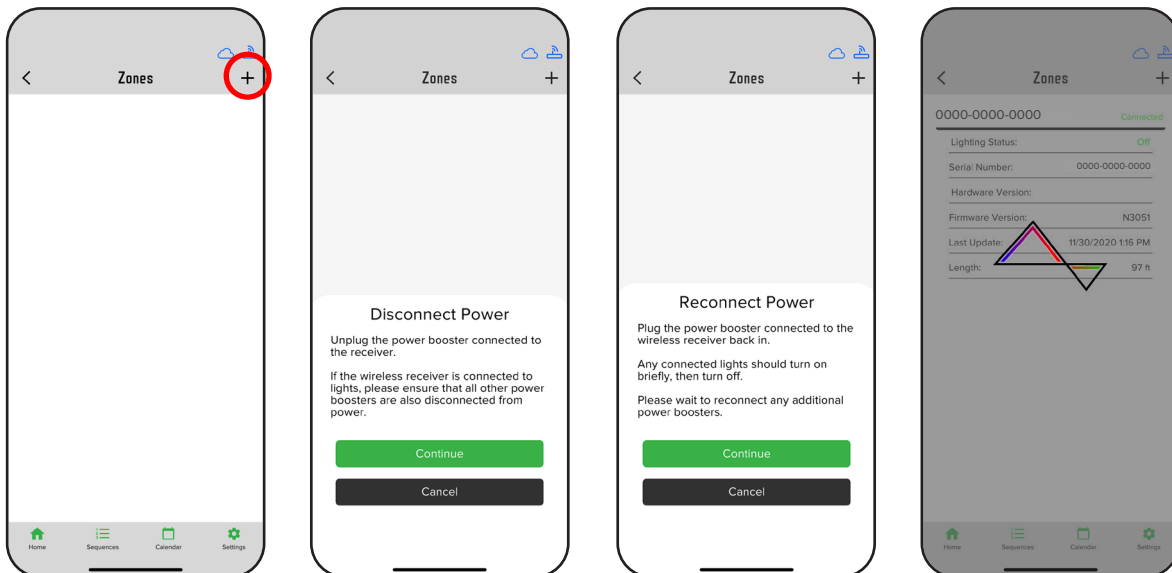 Zones
Home
Sequences
Calendar
Settings
Zones
Disconnect Power
Unplug the power booster connected to
the receiver.
If the wireless receiver is connected to
lights, please ensure that all other power
boosters are also disconnected from
power.
Continue
Cancel
Zones
Reconnect Power
Plug the power booster connected to the
wireless receiver back in.
Any connected lights should turn on
briefly, then turn off.
Please wait to reconnect any additional
power boosters.
Continue
Cancel
Zones
0000-0000-0000 Connected
Lighting Status: Off
Serial Number: 0000-0000-0000
Hardware Version:
Firmware Version: N3051
Last Update: 11/30/2020 1:16 PM
Length: 97 ft
Home
Sequences
Calendar
Settings